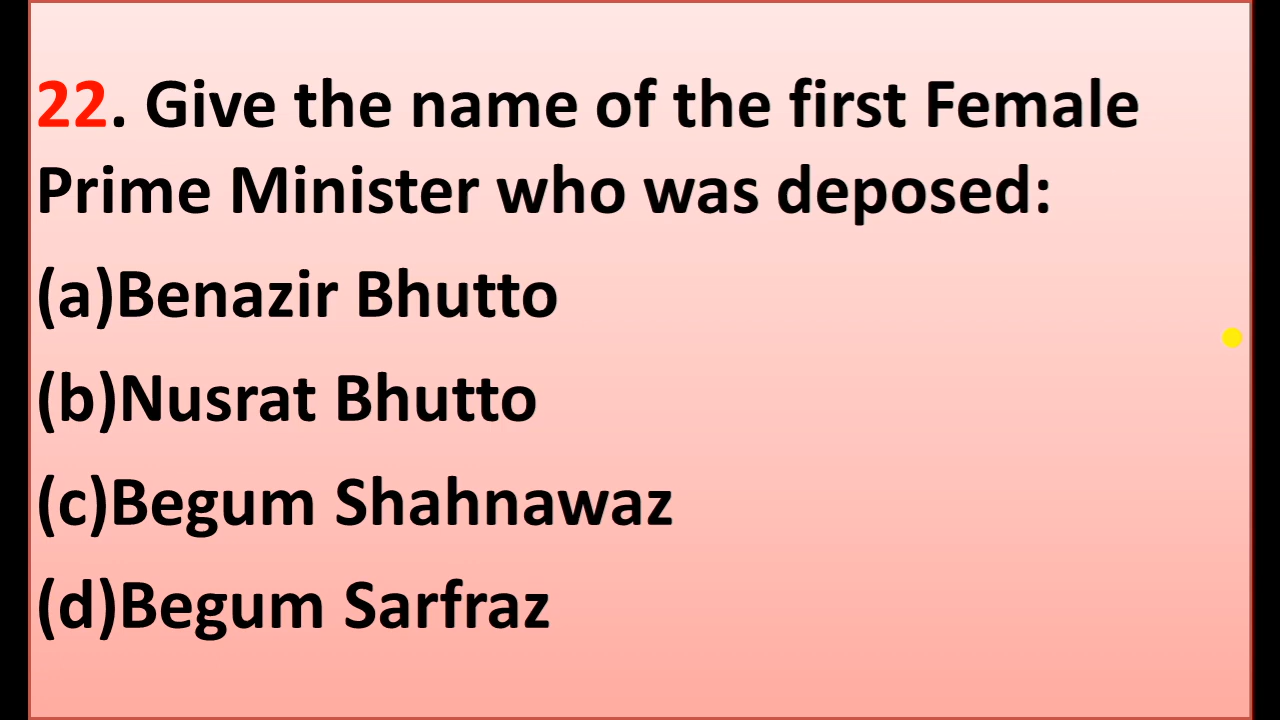 22. Give the name of the first Female
Prime Minister who was deposed:
(a)Benazir Bhutto
(b)Nusrat Bhutto
(c)Begum Shahnawaz
(d)Begum Sarfraz